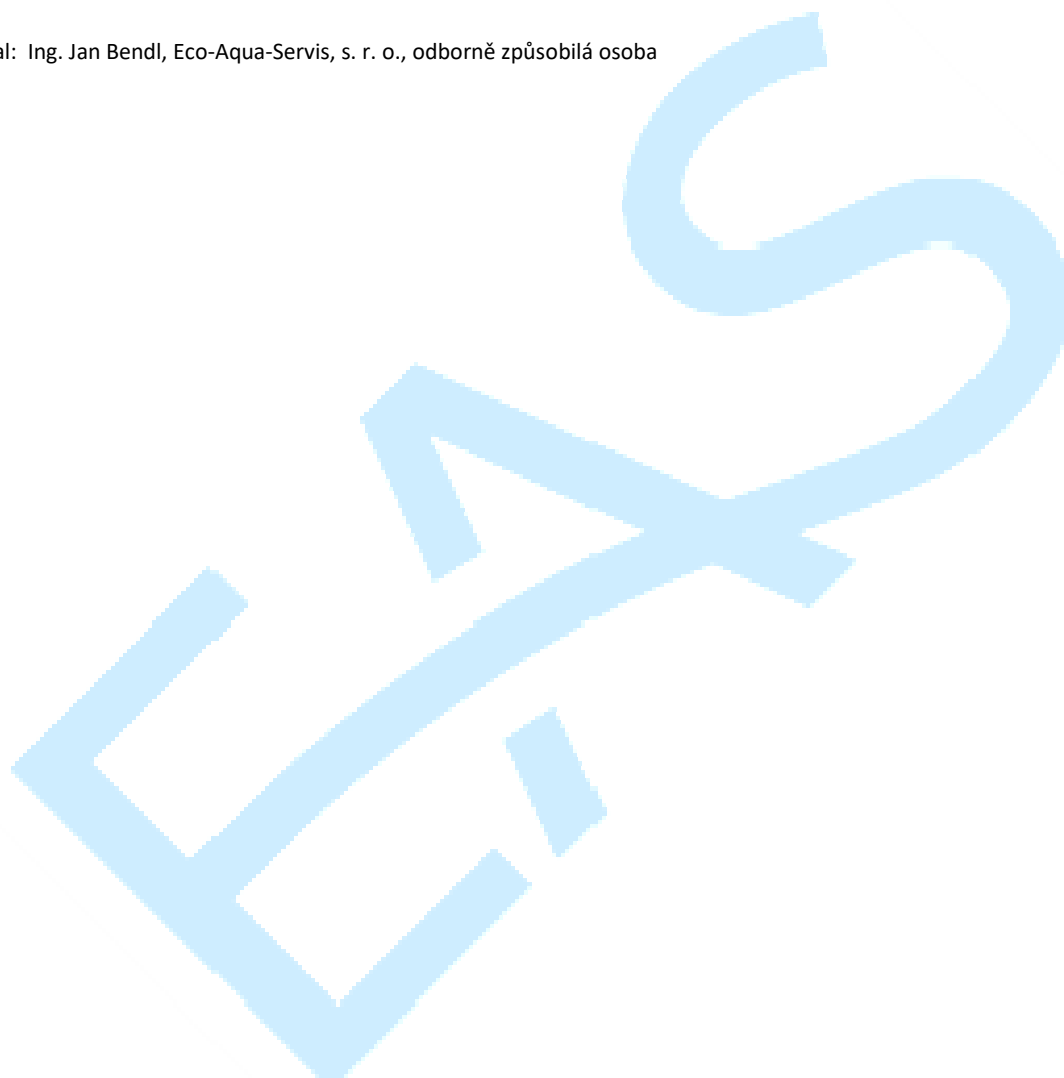 al: Ing. Jan Bendl, Eco-Aqua-Servis, s. r. o., odborně způsobilá osoba
EAS